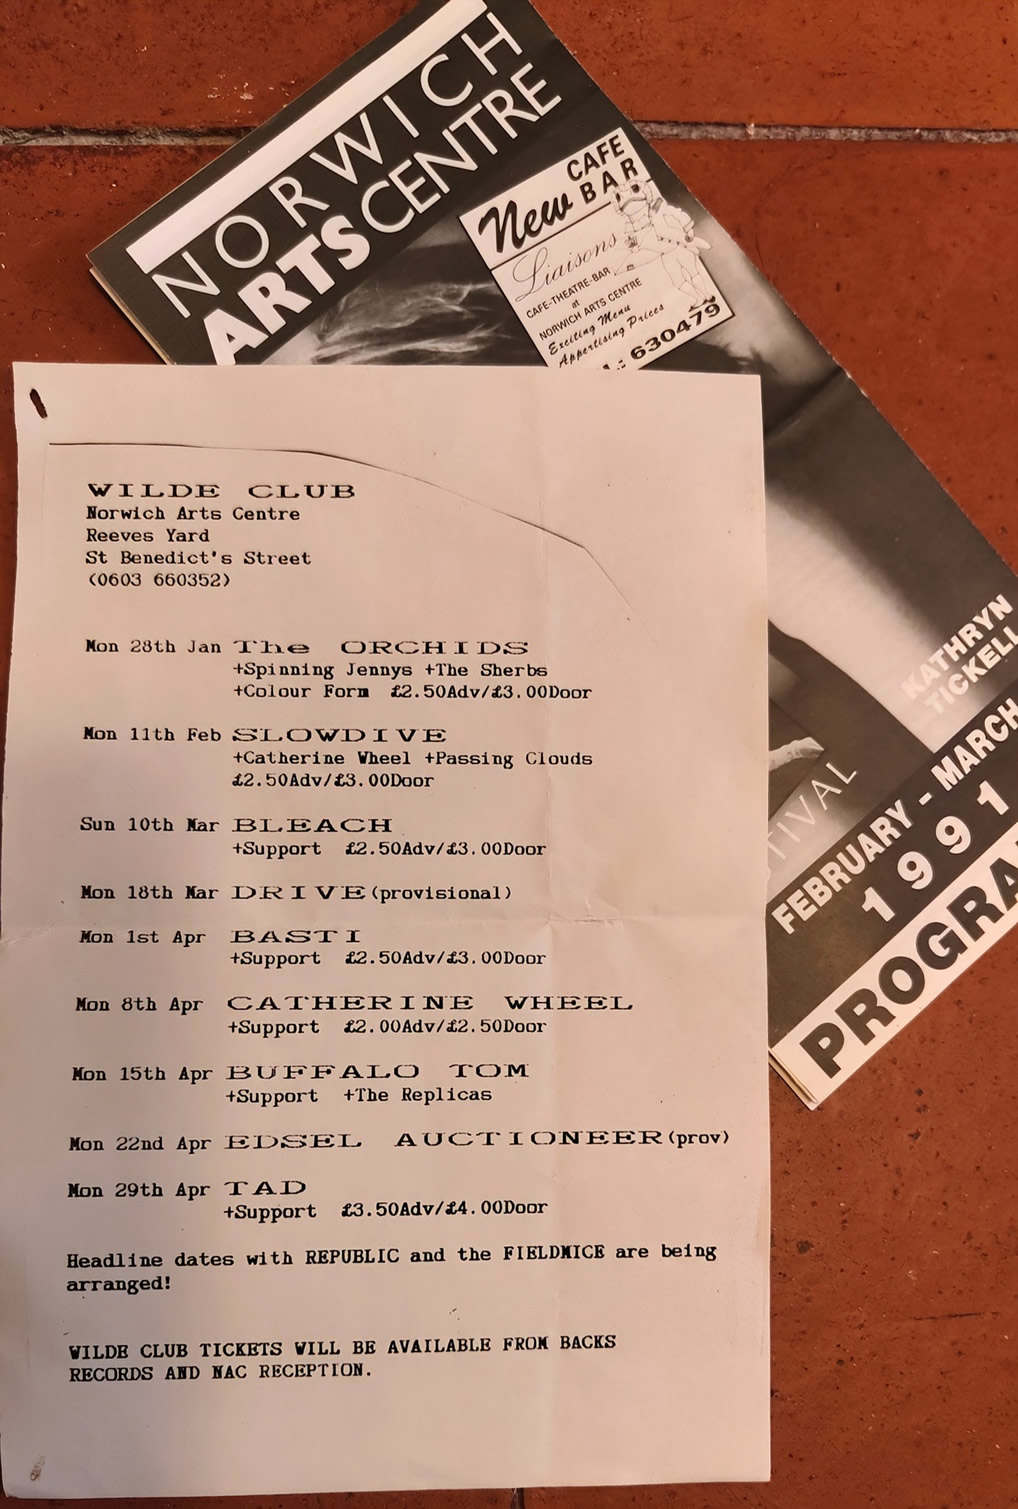 NORWICH
ARTS CENTRE
New CAFE
BAR
Liaisons
CAFE-THEATRE-BAR
at
NORWICH ARTS CENTRE
Exciting Menu
Appertising Prices
630479
WILDE CLUB
Norwich Arts Centre
Reeves Yard
St Benedict's Street
(0603 660352)
Mon 28th Jan The ORCHIDS
+Spinning Jennys +The Sherbs
+Colour Form £2.50Adv/£3.00Door
Mon 11th Feb SLOWDIVE
+Catherine Wheel +Passing Clouds
£2.50Adv/£3.00Door
Sun 10th Mar BLEACH
+Support £2.50Adv/£3.00Door
Mon 18th Mar DRIVE(provisional)
Mon 1st Apr BASTI
+Support £2.50Adv/£3.00Door
Mon 8th Apr CATHERINE WHEEL
+Support £2.00Adv/£2.50Door
Mon 15th Apr BUFFALO TOM
+Support +The Replicas
Mon 22nd Apr EDSEL AUCTIONEER(prov)
Mon 29th Apr TAD
+Support £3.50Adv/£4.00Door
Headline dates with REPUBLIC and the FIELDMICE are being
arranged!
WILDE CLUB TICKETS WILL BE AVAILABLE FROM BACKS
RECORDS AND NAC RECEPTION.
KATHRYN
TICKELL
TIVAL
FEBRUARY - MARCH
1991
PROGRA